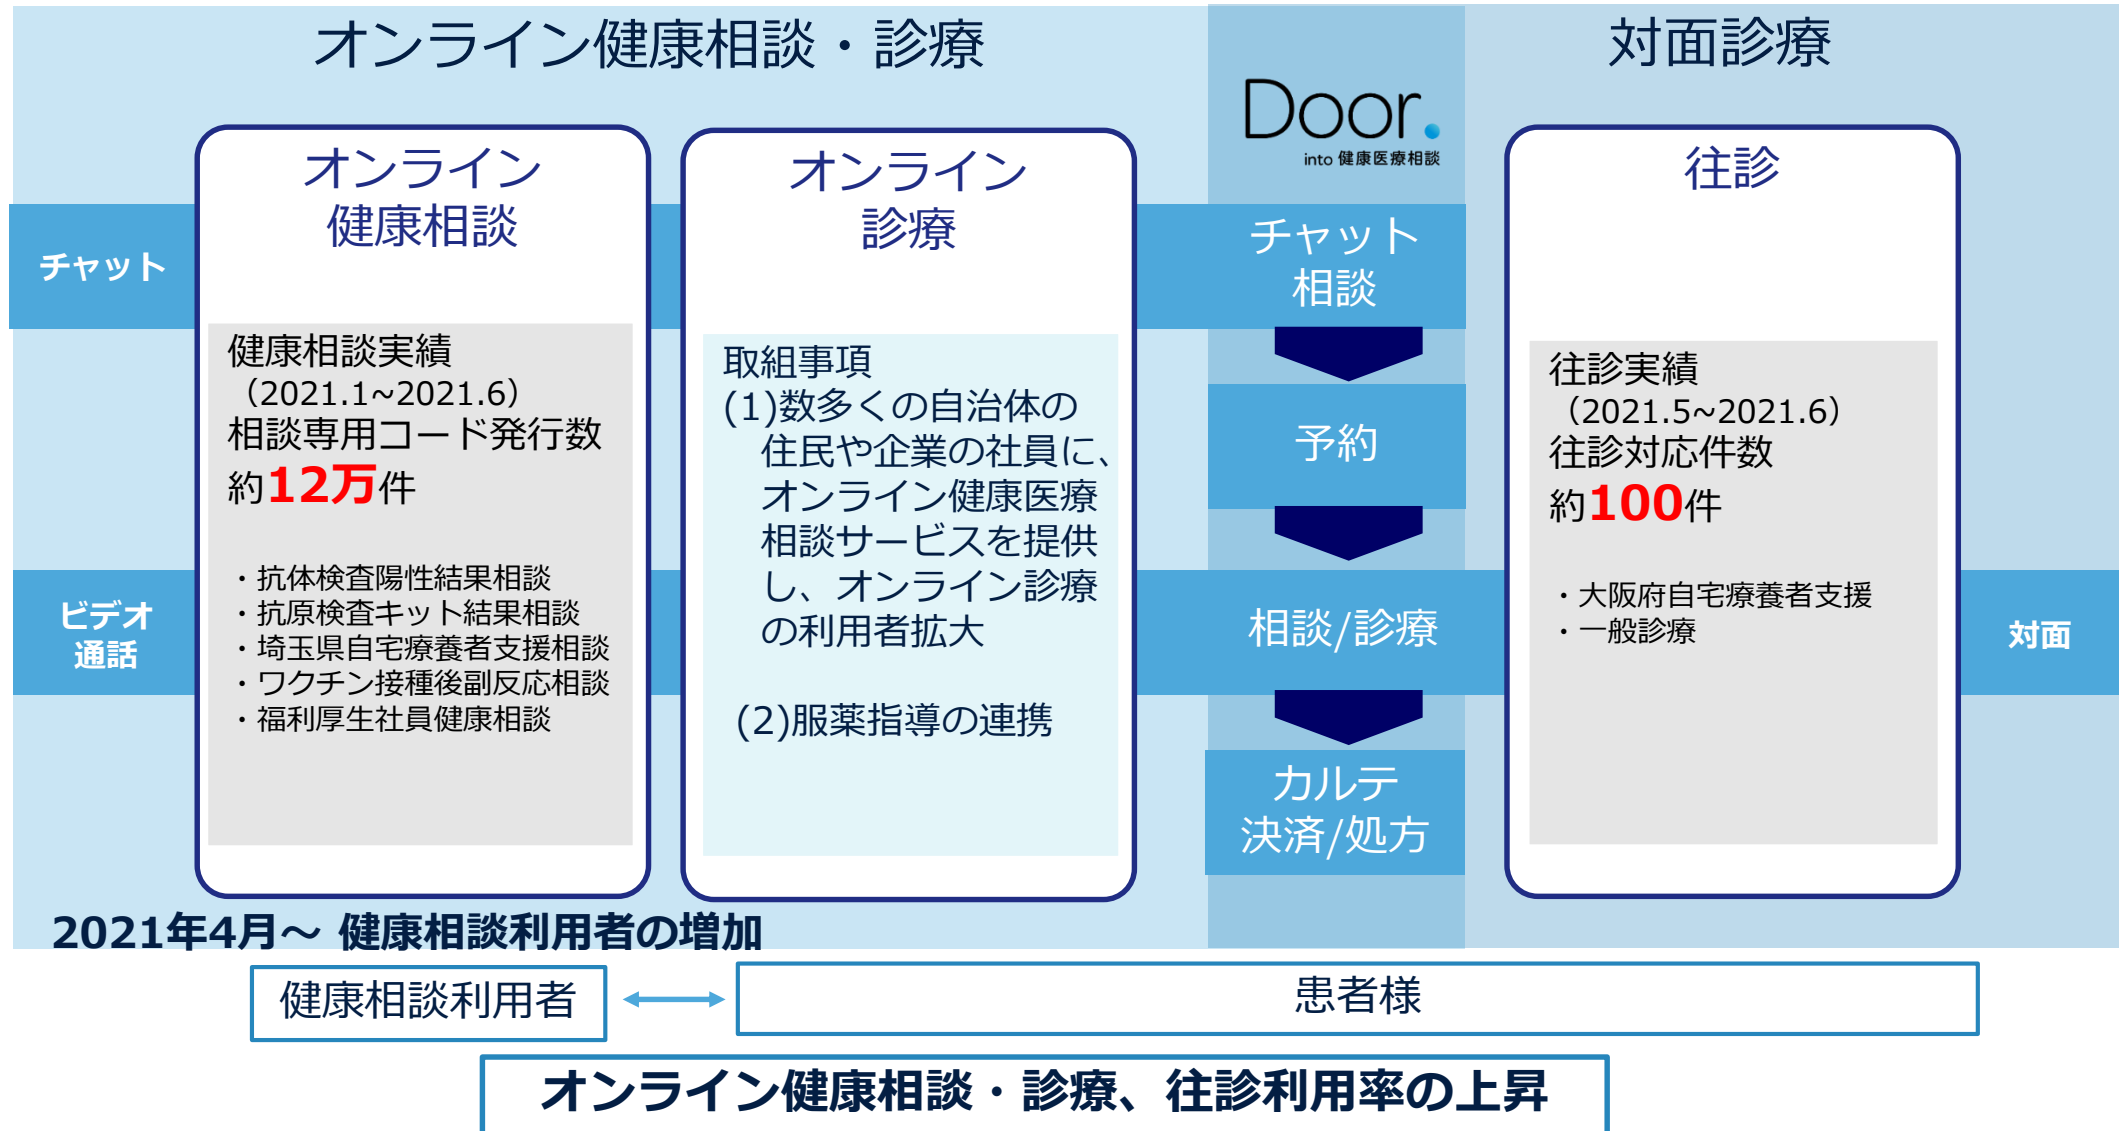 オンライン健康相談・診療
対面診療
Door.
into 健康医療相談
オンライン
健康相談
オンライン
診療
往診
チャット
チャット
相談
健康相談実績
（2021.1~2021.6）
相談専用コード発行数
約12万件
・抗体検査陽性結果相談
・抗原検査キット結果相談
・埼玉県自宅療養者支援相談
・ワクチン接種後副反応相談
・福利厚生社員健康相談
取組事項
(1)数多くの自治体の
住民や企業の社員に、
オンライン健康医療
相談サービスを提供
し、オンライン診療
の利用者拡大
(2)服薬指導の連携
予約
相談/診療
カルテ
決済/処方
往診実績
（2021.5~2021.6）
往診対応件数
約100件
・大阪府自宅療養者支援
・一般診療
ビデオ
通話
対面
2021年4月～ 健康相談利用者の増加
健康相談利用者
患者様
オンライン健康相談・診療、往診利用率の上昇